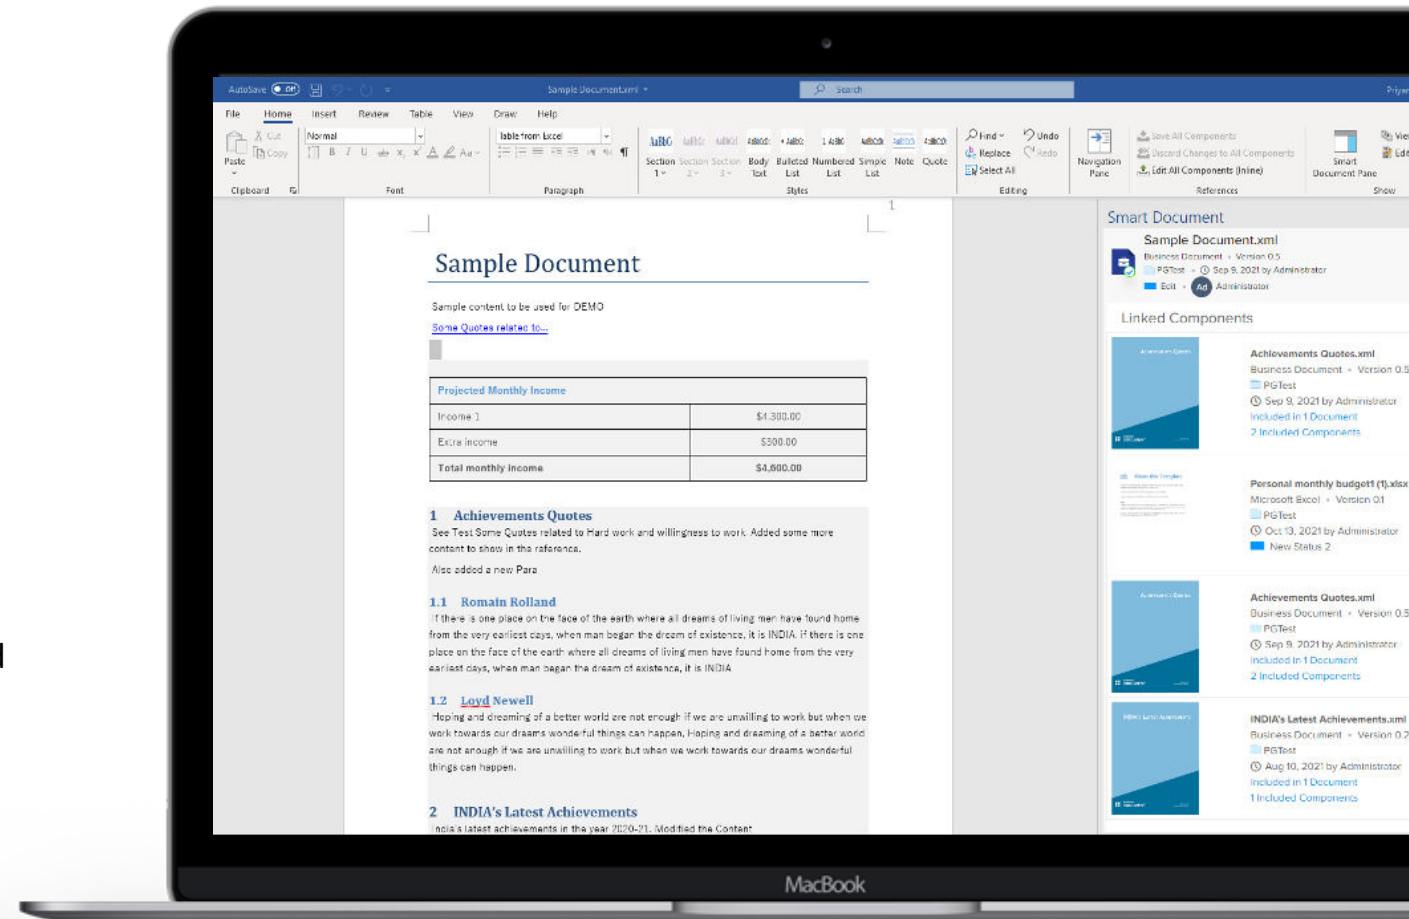 AutoSave Off Sample Document.xml Search
File Home Insert Review Table View Draw Help
Paste
Cut
Copy
Clipboard
Normal
B I U ab x, x' A Aa
Font
Table from Excel
Paragraph
Section 1 Section 2 Section 3 Body Text Bulleted List Numbered List Simple List Note Quote
Styles
Find
Replace
Select All
Undo
Redo
Editing
Navigation Pane
Save All Components
Discard Changes to All Components
Edit All Components (Inline)
References
Smart Document Pane
Show
1
Sample Document
Sample content to be used for DEMO
Some Quotes related to...
Projected Monthly Income
Income 1 $4,300.00
Extra income $300.00
Total monthly income $4,600.00
1 Achievements Quotes
See Test Some Quotes related to Hard work and willingness to work. Added some more
content to show in the reference.
Also added a new Para
1.1 Romain Rolland
If there is one place on the face of the earth where all dreams of living men have found home
from the very earliest days, when man began the dream of existence, it is INDIA. if there is one
place on the face of the earth where all dreams of living men have found home from the very
earliest days, when man began the dream of existence, it is INDIA
1.2 Loyd Newell
Hoping and dreaming of a better world are not enough if we are unwilling to work but when we
work towards our dreams wonderful things can happen, Hoping and dreaming of a better world
are not enough if we are unwilling to work but when we work towards our dreams wonderful
things can happen.
2 INDIA's Latest Achievements
India's latest achievements in the year 2020-21. Modified the Content
Smart Document
Sample Document.xml
Business Document • Version 0.5
PGTest • Sep 9, 2021 by Administrator
Edit • Ad Administrator
Linked Components
Achievements Quotes
Achievements Quotes.xml
Business Document • Version 0.5
PGTest
Sep 9, 2021 by Administrator
Included in 1 Document
2 Included Components
About this Template
Personal monthly budget1 (1).xlsx
Microsoft Excel • Version 0.1
PGTest
Oct 13, 2021 by Administrator
New Status 2
Achievements Quotes
Achievements Quotes.xml
Business Document • Version 0.5
PGTest
Sep 9, 2021 by Administrator
Included in 1 Document
2 Included Components
INDIA's Latest Achievements
INDIA's Latest Achievements.xml
Business Document • Version 0.2
PGTest
Aug 10, 2021 by Administrator
Included in 1 Document
1 Included Components
MacBook